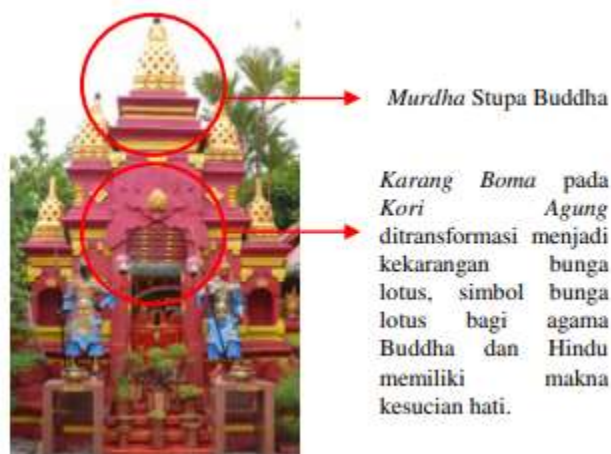 Murdha Stupa Buddha
Karang Boma pada
Kori Agung
ditransformasi menjadi
kekarangan bunga
lotus, simbol bunga
lotus bagi agama
Buddha dan Hindu
memiliki makna
kesucian hati.